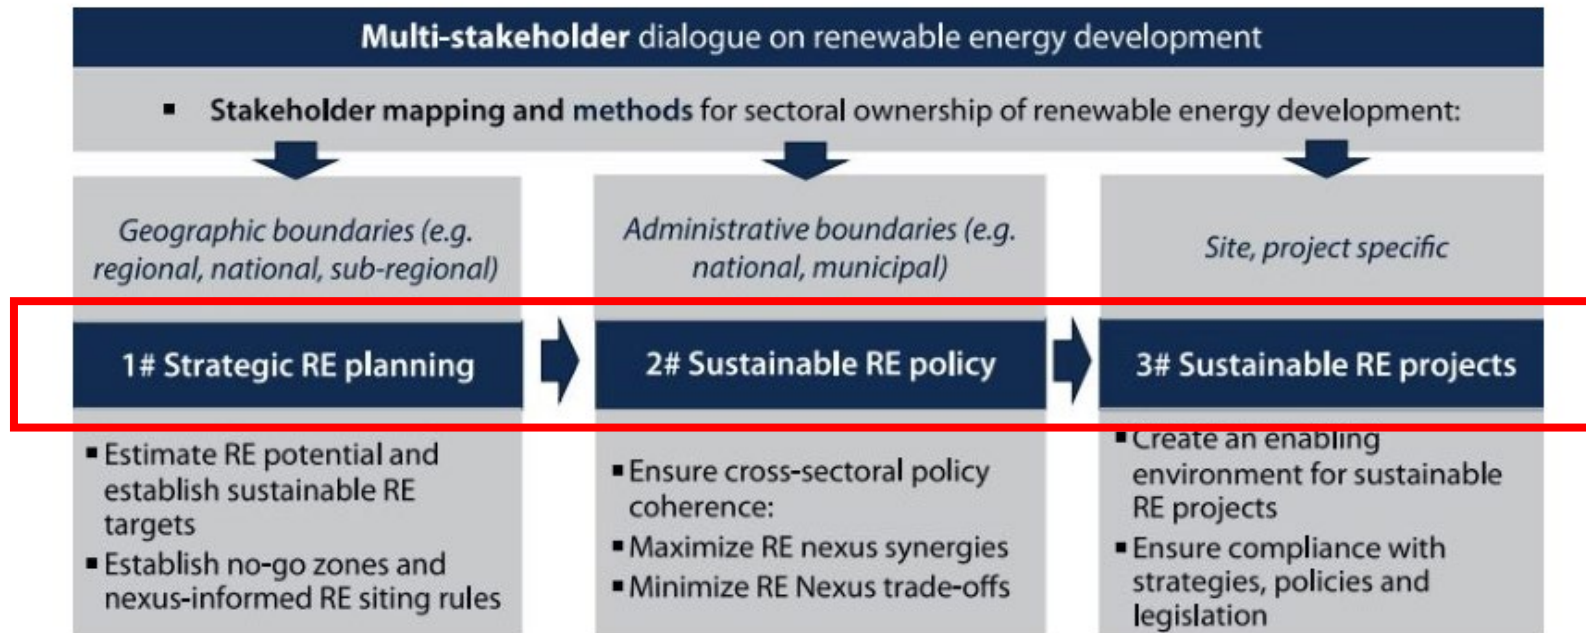 Multi-stakeholder dialogue on renewable energy development
▪ Stakeholder mapping and methods for sectoral ownership of renewable energy development:
Geographic boundaries (e.g.
regional, national, sub-regional)
1# Strategic RE planning
▪ Estimate RE potential and
establish sustainable RE
targets
▪ Establish no-go zones and
nexus-informed RE siting rules
Administrative boundaries (e.g.
national, municipal)
2# Sustainable RE policy
▪ Ensure cross-sectoral policy
coherence:
▪ Maximize RE nexus synergies
▪ Minimize RE Nexus trade-offs
Site, project specific
3# Sustainable RE projects
▪ Create an enabling
environment for sustainable
RE projects
▪ Ensure compliance with
strategies, policies and
legislation